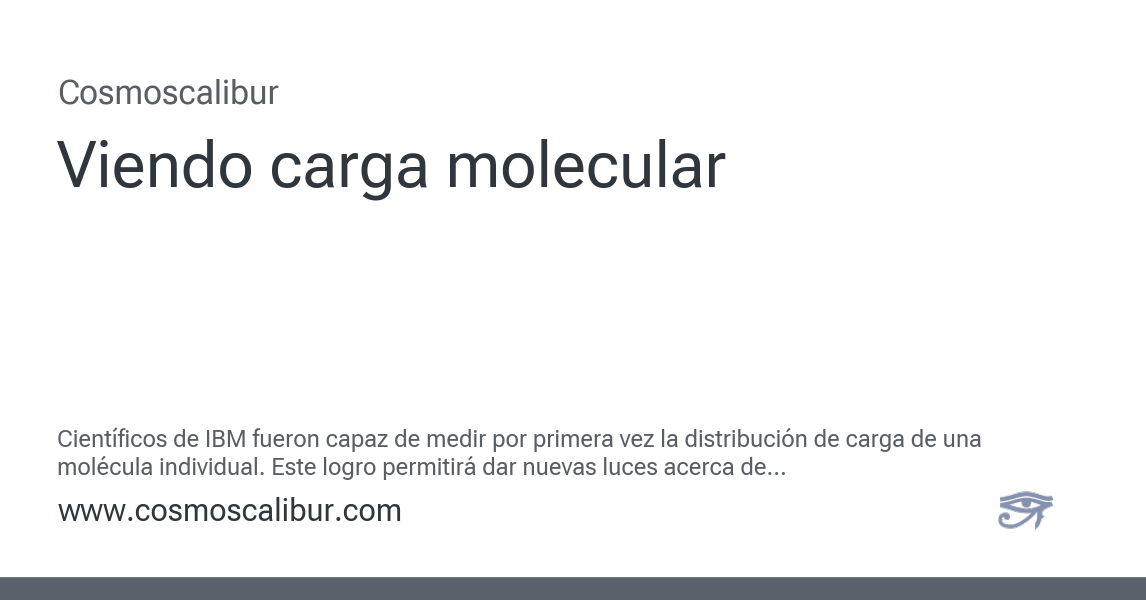 Cosmoscalibur
Viendo carga molecular
Científicos de IBM fueron capaz de medir por primera vez la distribución de carga de una
molécula individual. Este logro permitirá dar nuevas luces acerca de...
www.cosmoscalibur.com